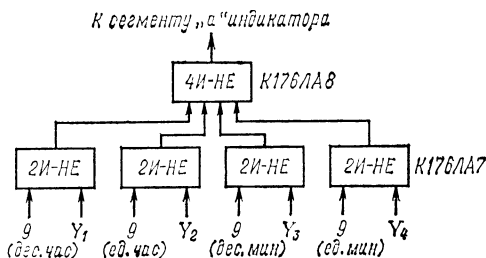 К сегменту „а“ индикатора
4И-НЕ К176ЛА8
2И-НЕ 2И-НЕ 2И-НЕ 2И-НЕ К176ЛА7
9 Y1 9 Y2 9 Y3 9 Y4
(дес. час) (ед. час) (дес. мин) (ед. мин)